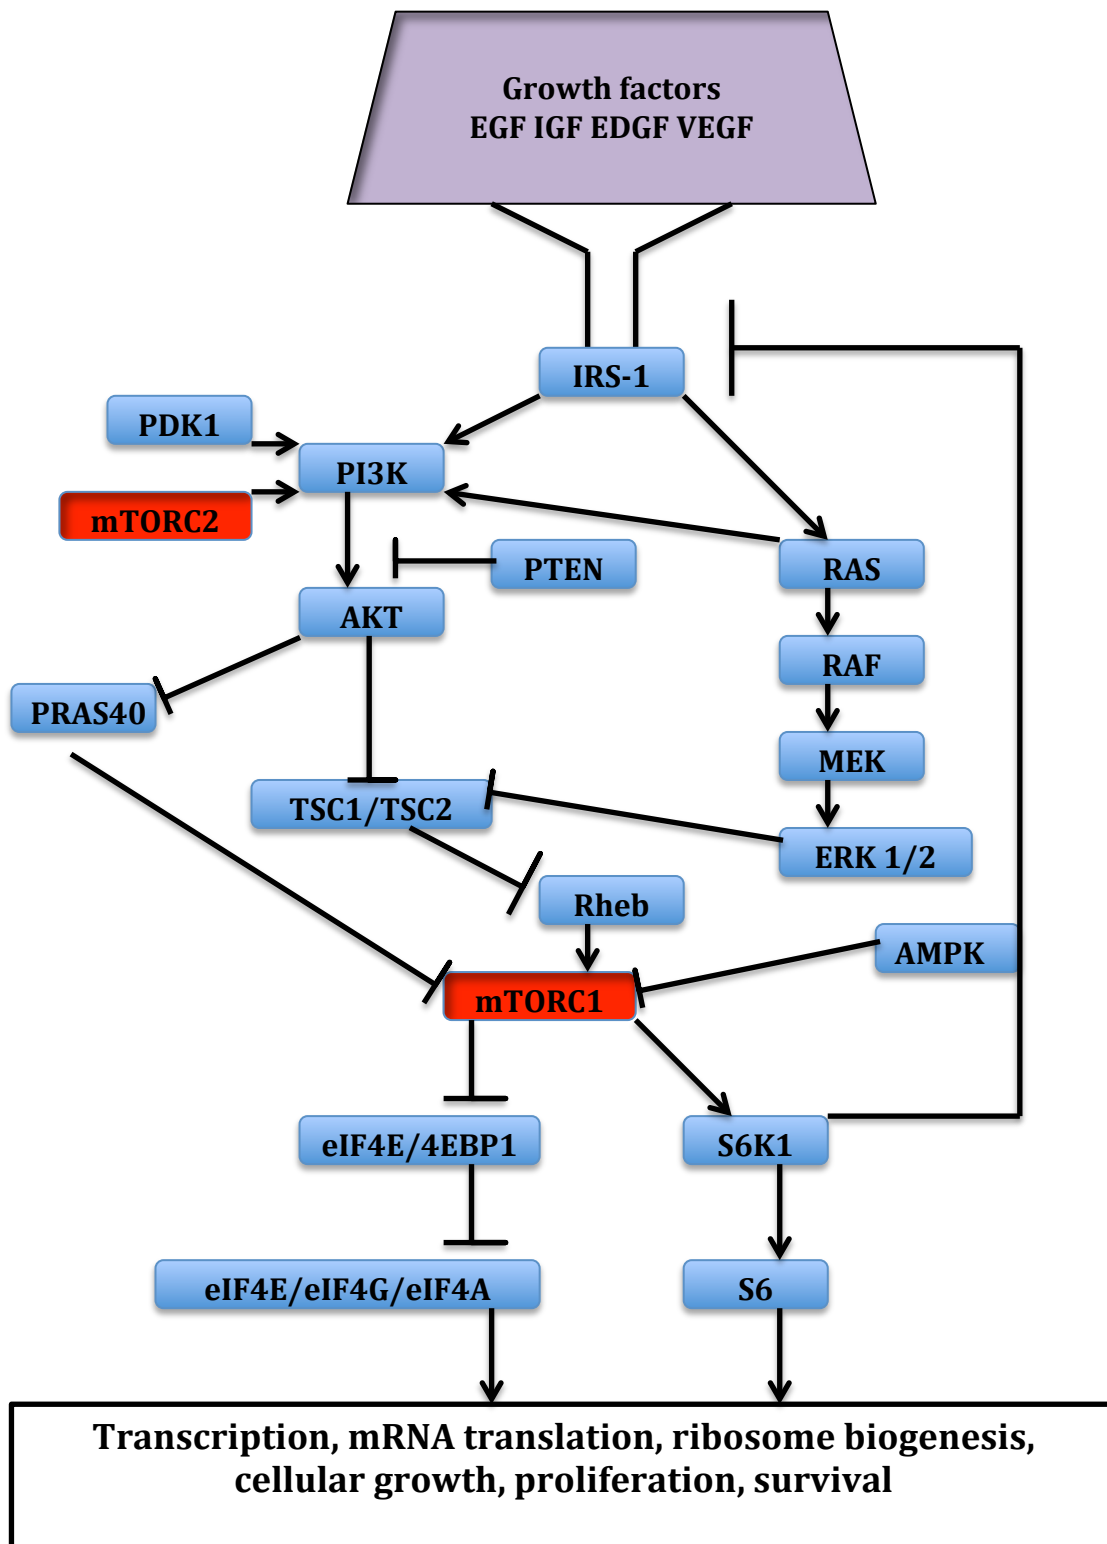 Growth factors
EGF IGF EDGF VEGF
IRS-1
PDK1
PI3K
mTORC2
PTEN
RAS
AKT
RAF
PRAS40
MEK
TSC1/TSC2
ERK 1/2
Rheb
AMPK
mTORC1
eIF4E/4EBP1
S6K1
eIF4E/eIF4G/eIF4A
S6
Transcription, mRNA translation, ribosome biogenesis,
cellular growth, proliferation, survival